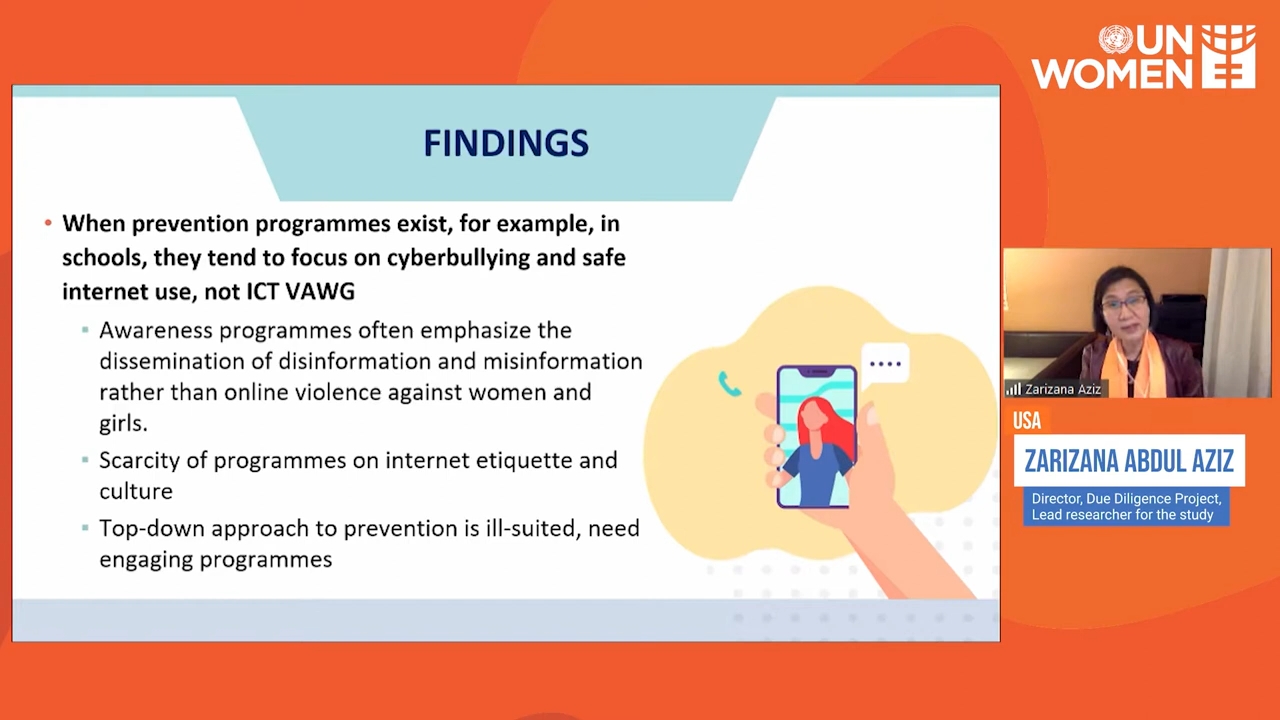 UN
WOMEN
FINDINGS
• When prevention programmes exist, for example, in
schools, they tend to focus on cyberbullying and safe
internet use, not ICT VAWG
▪ Awareness programmes often emphasize the
dissemination of disinformation and misinformation
rather than online violence against women and
girls.
▪ Scarcity of programmes on internet etiquette and
culture
▪ Top-down approach to prevention is ill-suited, need
engaging programmes
Zarizana Aziz
USA
ZARIZANA ABDUL AZIZ
Director, Due Diligence Project,
Lead researcher for the study